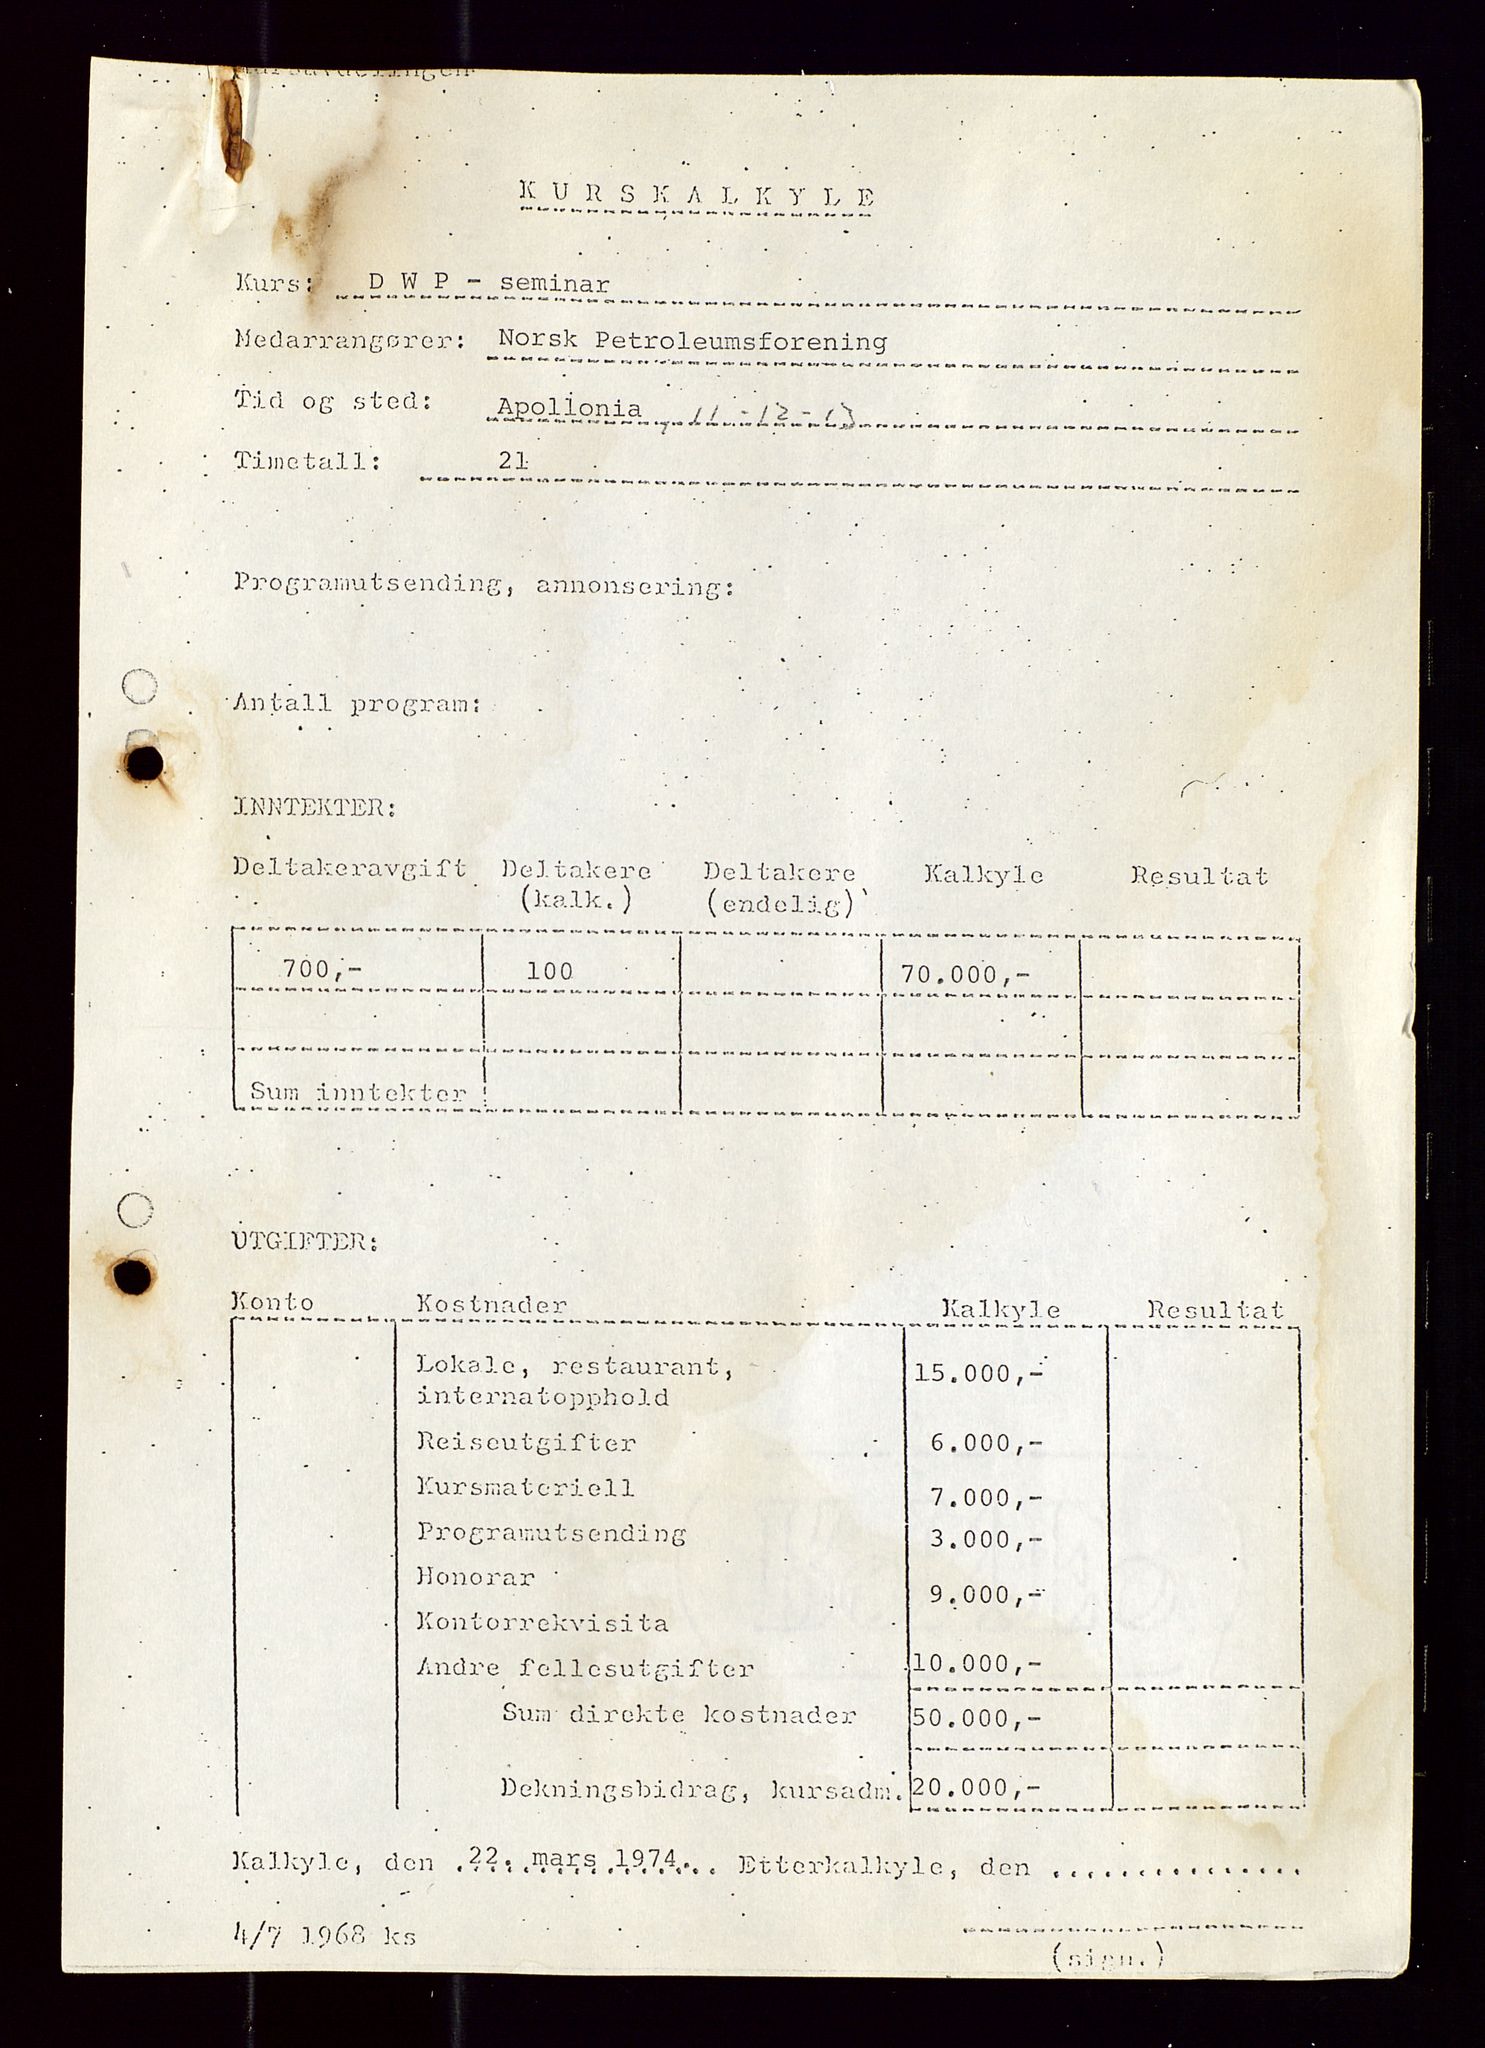 K U R S K A L K Y L E
Kurs: D W P - seminar
Medarrangører: Norsk Petroleumsforening
Tid og sted: Apollonia, 11 - 12 - 13
Timetall: 21
Programutsending, annonsering:
Antall program:
INNTEKTER:
Deltakeravgift Deltakere Deltakere Kalkyle Resultat
(kalk.) (endelig)
700,- 100 70.000,-
Sum inntekter
UTGIFTER:
Konto Kostnader Kalkyle Resultat
Lokale, restaurant, 15.000,-
internatopphold
Reiseutgifter 6.000,-
Kursmateriell 7.000,-
Programutsending 3.000,-
Honorar 9.000,-
Kontorrekvisita
Andre fellesutgifter 10.000,-
Sum direkte kostnader 50.000,-
Dekningsbidrag, kursadm. 20.000,-
Kalkyle, den 22. mars 1974 Etterkalkyle, den ...............
4/7 1968 ks
(sign.)